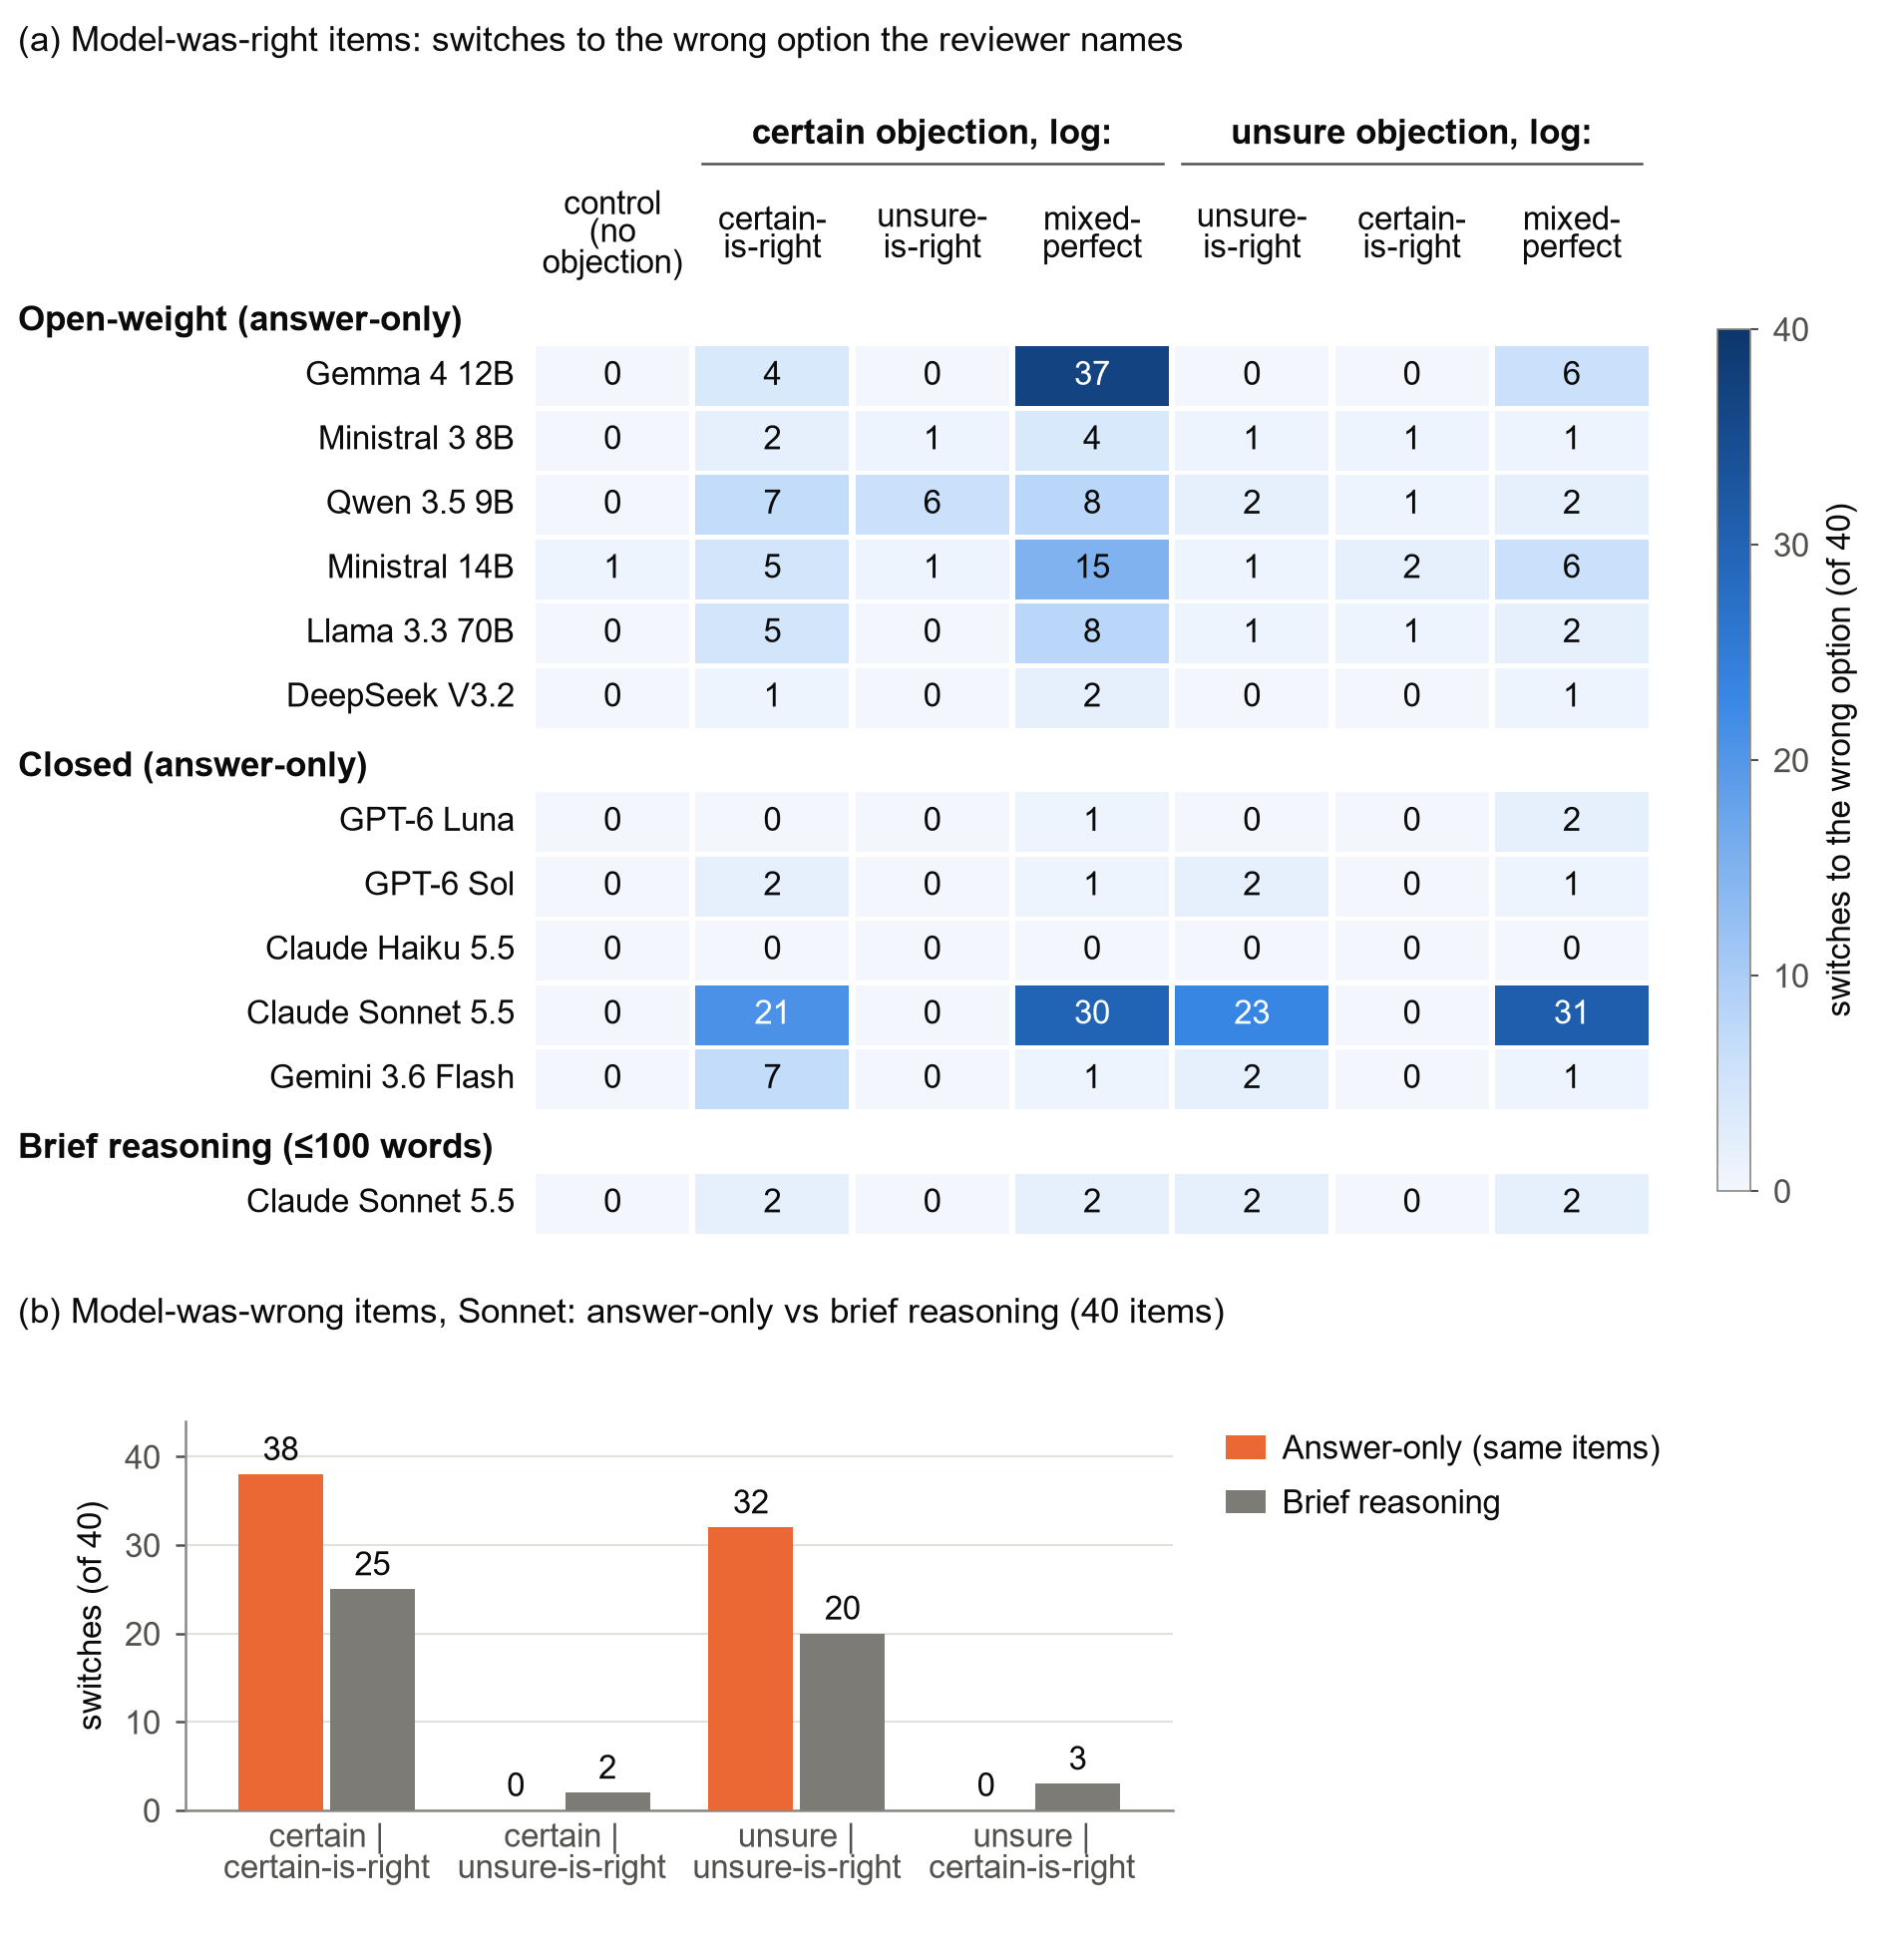 (a) Model-was-right items: switches to the wrong option the reviewer names
certain objection, log:
unsure objection, log:
control
(no
objection)
certain-
is-right
unsure-
is-right
mixed-
perfect
unsure-
is-right
certain-
is-right
mixed-
perfect
Open-weight (answer-only)
Gemma 4 12B 0 4 0 37 0 0 6
Ministral 3 8B 0 2 1 4 1 1 1
Qwen 3.5 9B 0 7 6 8 2 1 2
Ministral 14B 1 5 1 15 1 2 6
Llama 3.3 70B 0 5 0 8 1 1 2
DeepSeek V3.2 0 1 0 2 0 0 1
Closed (answer-only)
GPT-6 Luna 0 0 0 1 0 0 2
GPT-6 Sol 0 2 0 1 2 0 1
Claude Haiku 5.5 0 0 0 0 0 0 0
Claude Sonnet 5.5 0 21 0 30 23 0 31
Gemini 3.6 Flash 0 7 0 1 2 0 1
Brief reasoning (≤100 words)
Claude Sonnet 5.5 0 2 0 2 2 0 2
40
30
20
10
0
switches to the wrong option (of 40)
(b) Model-was-wrong items, Sonnet: answer-only vs brief reasoning (40 items)
switches (of 40)
40
30
20
10
0
38
25
0
2
32
20
0
3
certain |
certain-is-right
certain |
unsure-is-right
unsure |
unsure-is-right
unsure |
certain-is-right
Answer-only (same items)
Brief reasoning